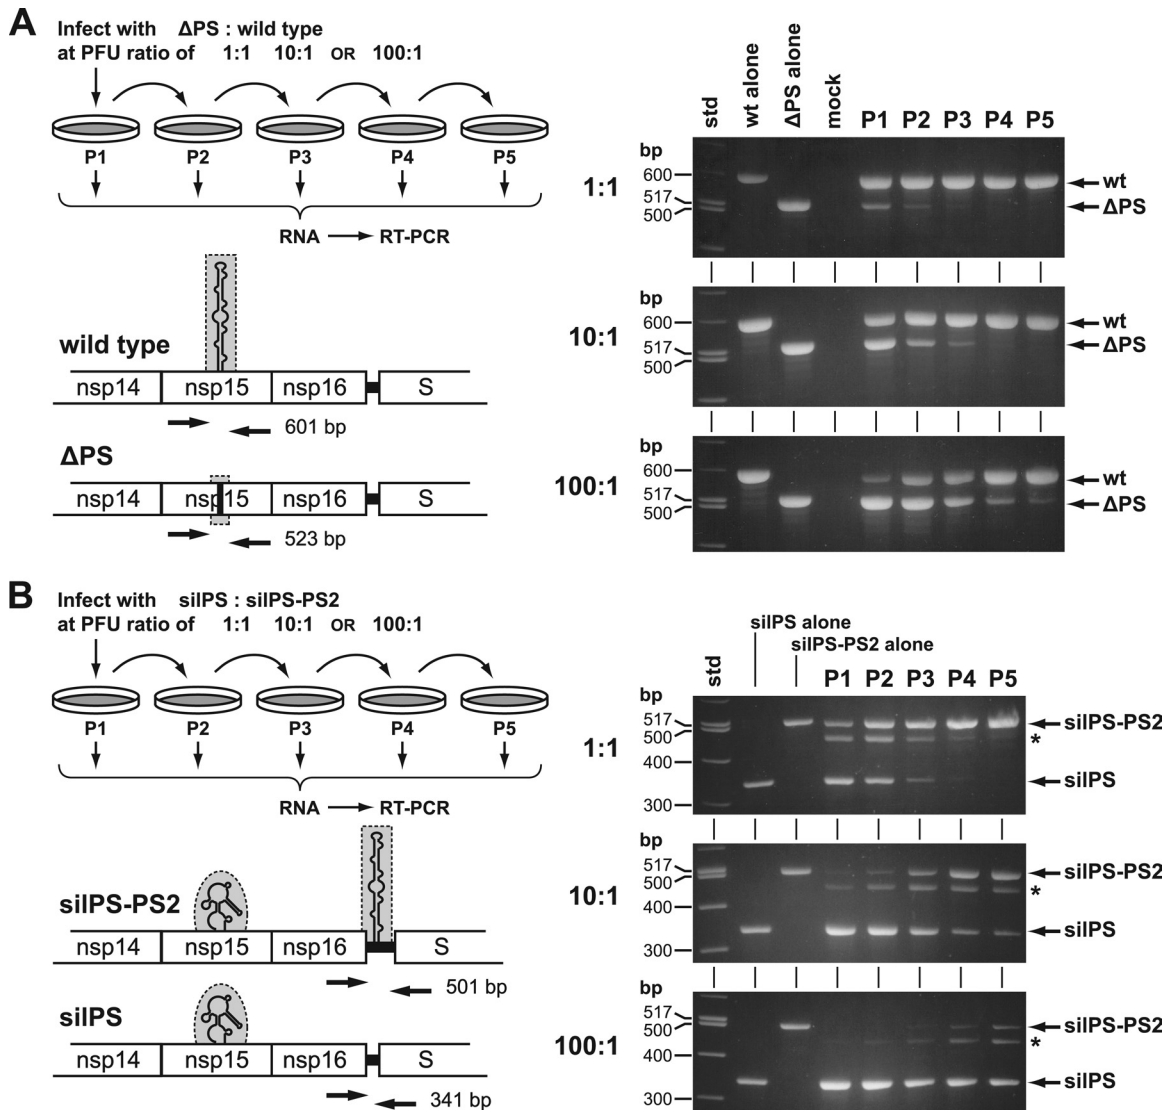 A
Infect with ΔPS : wild type
at PFU ratio of 1:1 10:1 OR 100:1
P1 P2 P3 P4 P5
RNA RT-PCR
wild type
nsp14 nsp15 nsp16 S
601 bp
ΔPS
nsp14 nsp15 nsp16 S
523 bp
std wt alone ΔPS alone mock P1 P2 P3 P4 P5
bp
1:1
600
517
500
wt
ΔPS
bp
10:1
600
517
500
wt
ΔPS
bp
100:1
600
517
500
wt
ΔPS
B
Infect with silPS : silPS-PS2
at PFU ratio of 1:1 10:1 OR 100:1
P1 P2 P3 P4 P5
RNA RT-PCR
silPS-PS2
nsp14 nsp15 nsp16 S
501 bp
silPS
nsp14 nsp15 nsp16 S
341 bp
silPS alone
silPS-PS2 alone
std P1 P2 P3 P4 P5
bp
1:1
517
500
400
300
silPS-PS2
*
silPS
bp
10:1
517
500
400
300
silPS-PS2
*
silPS
bp
100:1
517
500
400
300
silPS-PS2
*
silPS